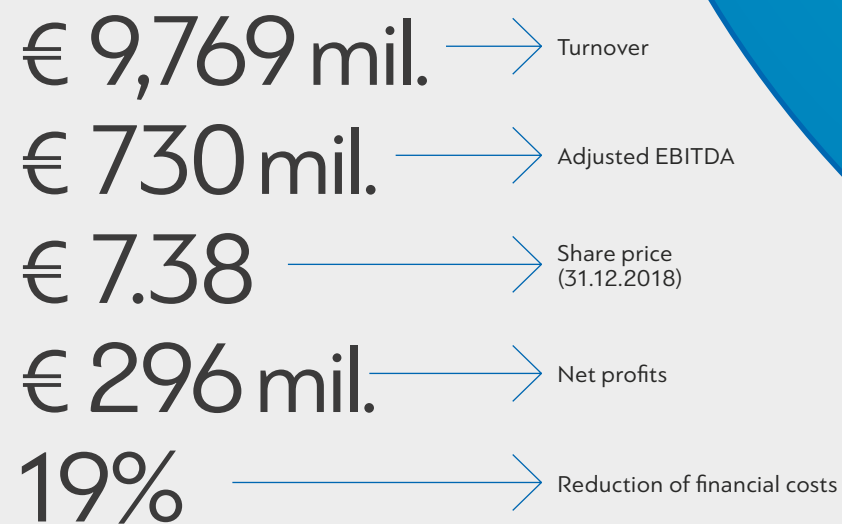 € 9,769 mil. Turnover
€ 730 mil. Adjusted EBITDA
€ 7.38 Share price
(31.12.2018)
€ 296 mil. Net profits
19% Reduction of financial costs